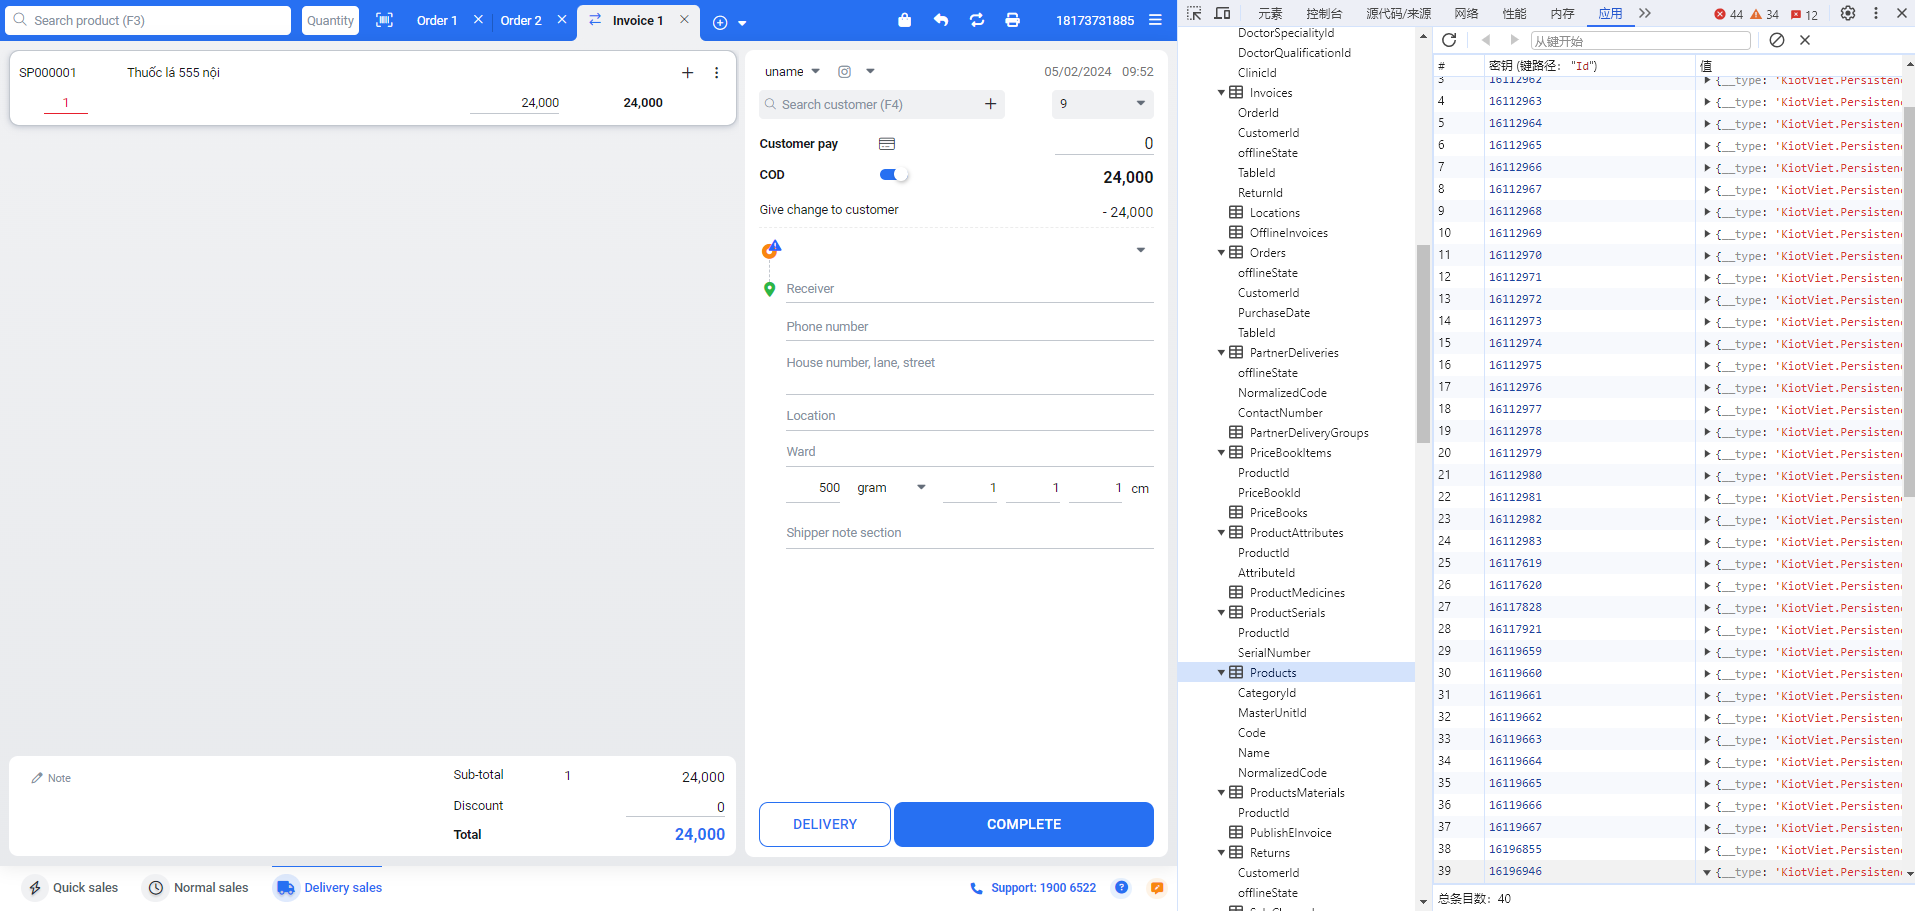 Search product (F3)
Quantity
Order 1
Order 2
Invoice 1
18173731885
SP000001
Thuốc lá 555 nội
1
24,000
24,000
uname
05/02/2024 09:52
Search customer (F4)
9
Customer pay
0
COD
24,000
Give change to customer
- 24,000
Receiver
Phone number
House number, lane, street
Location
Ward
500 gram 1 1 1 cm
Shipper note section
Note
Sub-total 1 24,000
Discount 0
Total 24,000
DELIVERY
COMPLETE
Quick sales
Normal sales
Delivery sales
Support: 1900 6522
元素
控制台
源代码/来源
网络
性能
内存
应用
44
34
12
DoctorSpecialityId
DoctorQualificationId
ClinicId
Invoices
OrderId
CustomerId
offlineState
TableId
ReturnId
Locations
OfflineInvoices
Orders
offlineState
CustomerId
PurchaseDate
TableId
PartnerDeliveries
offlineState
NormalizedCode
ContactNumber
PartnerDeliveryGroups
PriceBookItems
ProductId
PriceBookId
PriceBooks
ProductAttributes
ProductId
AttributeId
ProductMedicines
ProductSerials
ProductId
SerialNumber
Products
CategoryId
MasterUnitId
Code
Name
NormalizedCode
ProductsMaterials
ProductId
PublishEInvoice
Returns
CustomerId
offlineState
从键开始
# 密钥 (键路径: "Id") 值
3 16112962 {__type: 'KiotViet.Persisten
4 16112963 {__type: 'KiotViet.Persisten
5 16112964 {__type: 'KiotViet.Persisten
6 16112965 {__type: 'KiotViet.Persisten
7 16112966 {__type: 'KiotViet.Persisten
8 16112967 {__type: 'KiotViet.Persisten
9 16112968 {__type: 'KiotViet.Persisten
10 16112969 {__type: 'KiotViet.Persisten
11 16112970 {__type: 'KiotViet.Persisten
12 16112971 {__type: 'KiotViet.Persisten
13 16112972 {__type: 'KiotViet.Persisten
14 16112973 {__type: 'KiotViet.Persisten
15 16112974 {__type: 'KiotViet.Persisten
16 16112975 {__type: 'KiotViet.Persisten
17 16112976 {__type: 'KiotViet.Persisten
18 16112977 {__type: 'KiotViet.Persisten
19 16112978 {__type: 'KiotViet.Persisten
20 16112979 {__type: 'KiotViet.Persisten
21 16112980 {__type: 'KiotViet.Persisten
22 16112981 {__type: 'KiotViet.Persisten
23 16112982 {__type: 'KiotViet.Persisten
24 16112983 {__type: 'KiotViet.Persisten
25 16117619 {__type: 'KiotViet.Persisten
26 16117620 {__type: 'KiotViet.Persisten
27 16117828 {__type: 'KiotViet.Persisten
28 16117921 {__type: 'KiotViet.Persisten
29 16119659 {__type: 'KiotViet.Persisten
30 16119660 {__type: 'KiotViet.Persisten
31 16119661 {__type: 'KiotViet.Persisten
32 16119662 {__type: 'KiotViet.Persisten
33 16119663 {__type: 'KiotViet.Persisten
34 16119664 {__type: 'KiotViet.Persisten
35 16119665 {__type: 'KiotViet.Persisten
36 16119666 {__type: 'KiotViet.Persisten
37 16119667 {__type: 'KiotViet.Persisten
38 16196855 {__type: 'KiotViet.Persisten
39 16196946 {__type: 'KiotViet.Persisten
总条目数: 40